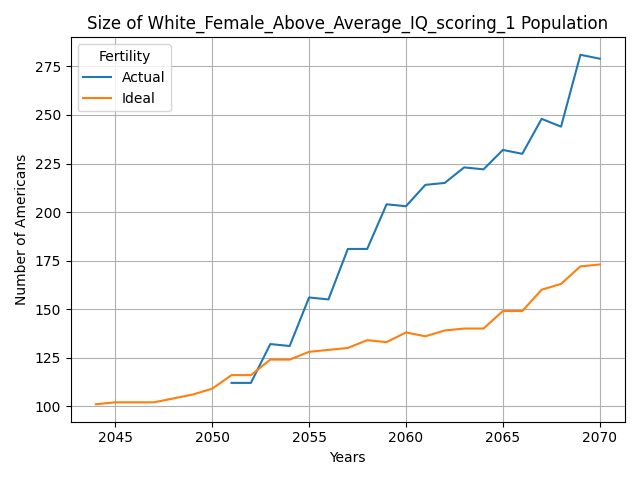 Size of White_Female_Above_Average_IQ_scoring_1 Population
Fertility
Actual
Ideal
275
250
225
200
175
150
125
100
Number of Americans
2045 2050 2055 2060 2065 2070
Years